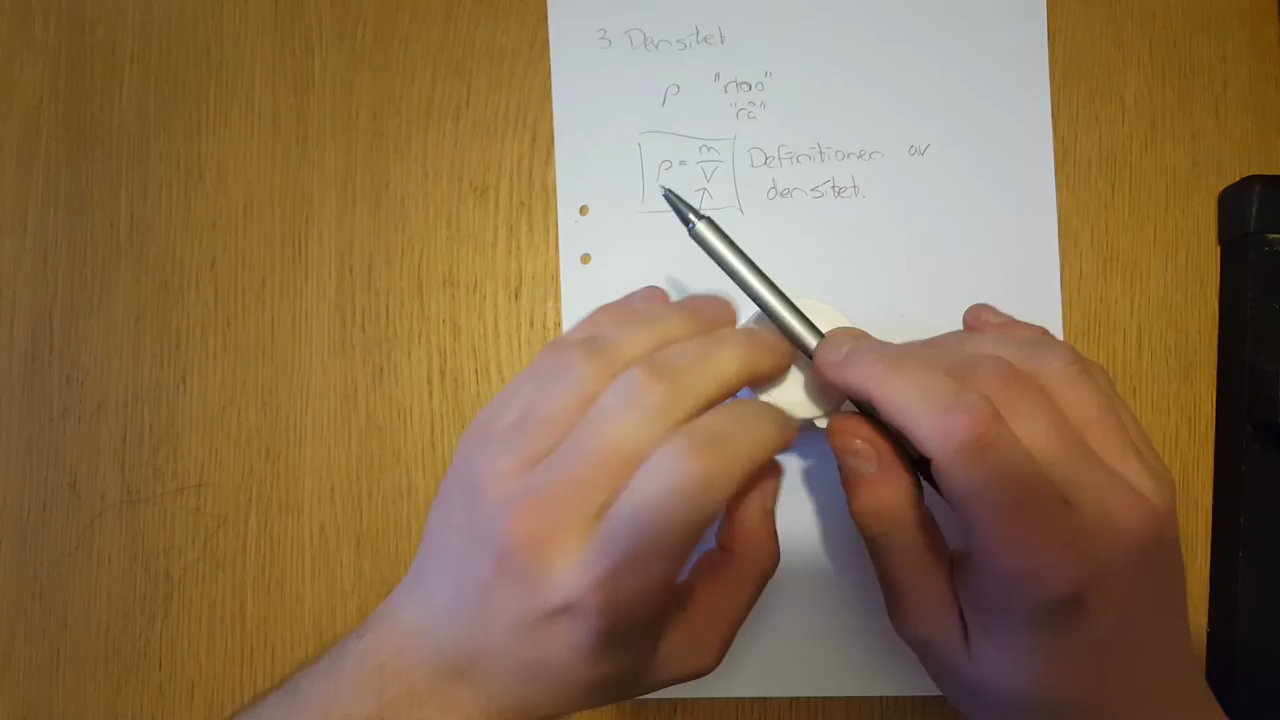 3 Densitet
ρ "rho"
"rå"
ρ = m/V Definitionen av
densitet.